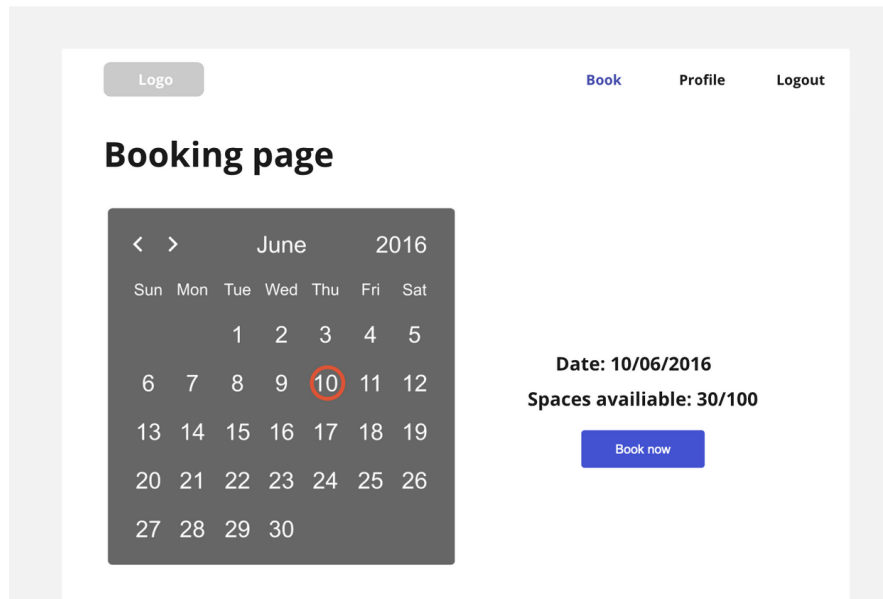 Logo
Book Profile Logout
Booking page
< > June 2016
Sun Mon Tue Wed Thu Fri Sat
1 2 3 4 5
6 7 8 9 10 11 12
13 14 15 16 17 18 19
20 21 22 23 24 25 26
27 28 29 30
Date: 10/06/2016
Spaces availiable: 30/100
Book now